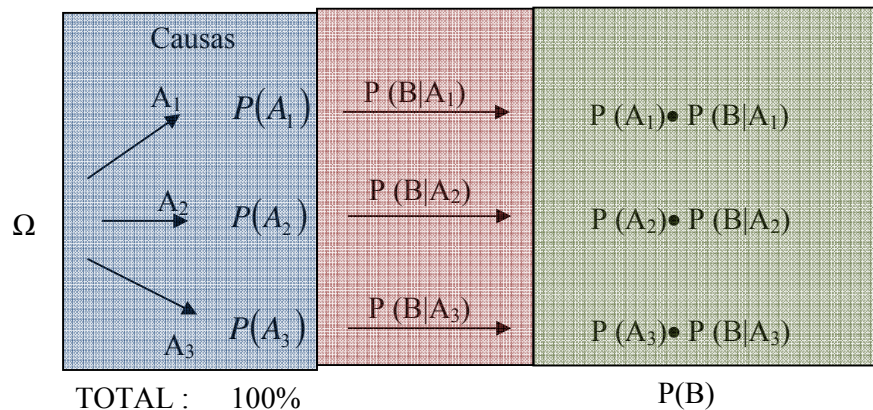 Causas
A₁ P(A₁) P (B|A₁) P (A₁)• P (B|A₁)
Ω A₂ P(A₂) P (B|A₂) P (A₂)• P (B|A₂)
A₃ P(A₃) P (B|A₃) P (A₃)• P (B|A₃)
TOTAL : 100% P(B)